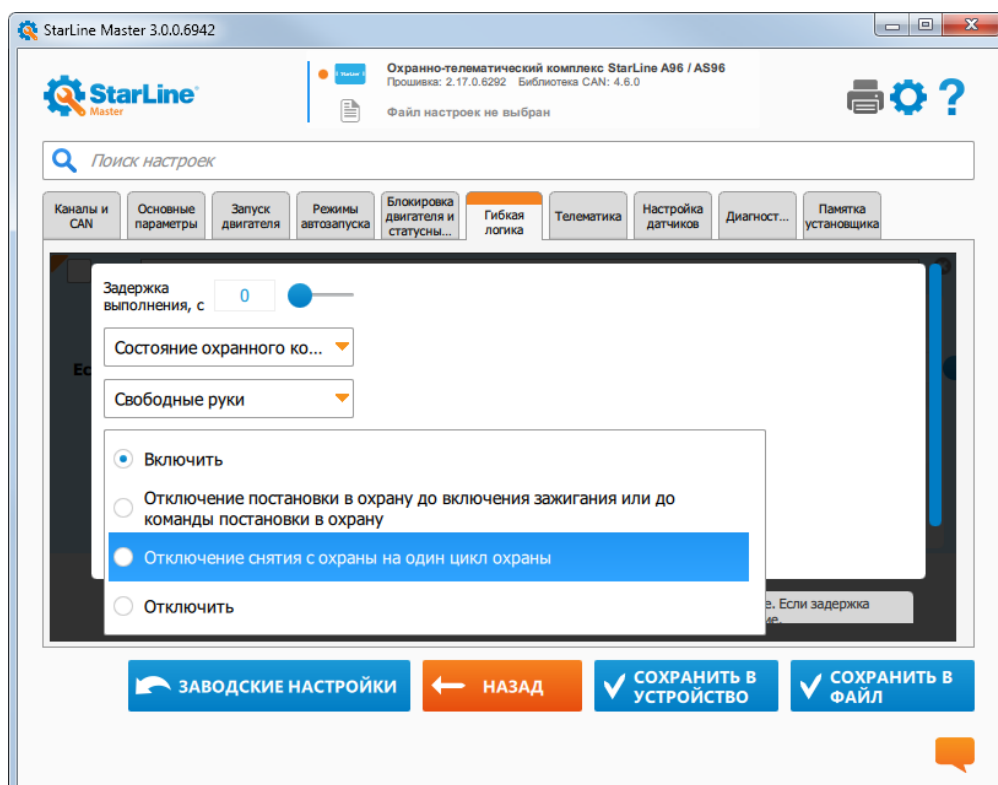 StarLine Master 3.0.0.6942
StarLine
Master
Охранно-телематический комплекс StarLine A96 / AS96
Прошивка: 2.17.0.6292 Библиотека CAN: 4.6.0
Файл настроек не выбран
?
Поиск настроек
Каналы и
CAN
Основные
параметры
Запуск
двигателя
Режимы
автозапуска
Блокировка
двигателя и
статусны...
Гибкая
логика
Телематика
Настройка
датчиков
Диагност...
Памятка
установщика
Задержка
выполнения, с
0
Состояние охранного ко...
Ес
Свободные руки
Включить
Отключение постановки в охрану до включения зажигания или до
команды постановки в охрану
Отключение снятия с охраны на один цикл охраны
Отключить
е. Если задержка
ие.
ЗАВОДСКИЕ НАСТРОЙКИ
НАЗАД
СОХРАНИТЬ В
УСТРОЙСТВО
СОХРАНИТЬ В
ФАЙЛ